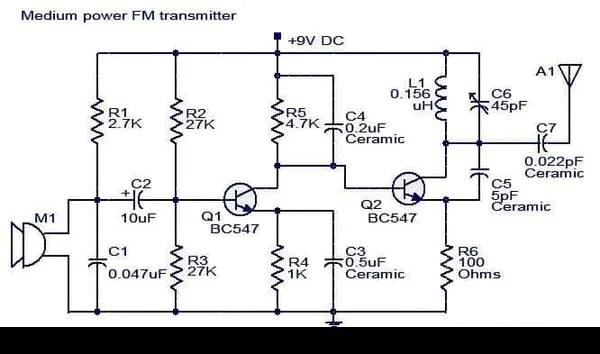 Medium power FM transmitter
+9V DC
R1
2.7K
R2
27K
R5
4.7K
C4
0.2uF
Ceramic
L1
0.156
uH
C6
45pF
A1
C7
0.022pF
Ceramic
C2
+
10uF
Q1
BC547
Q2
BC547
C5
5pF
Ceramic
M1
C1
0.047uF
R3
27K
R4
1K
C3
0.5uF
Ceramic
R6
100
Ohms